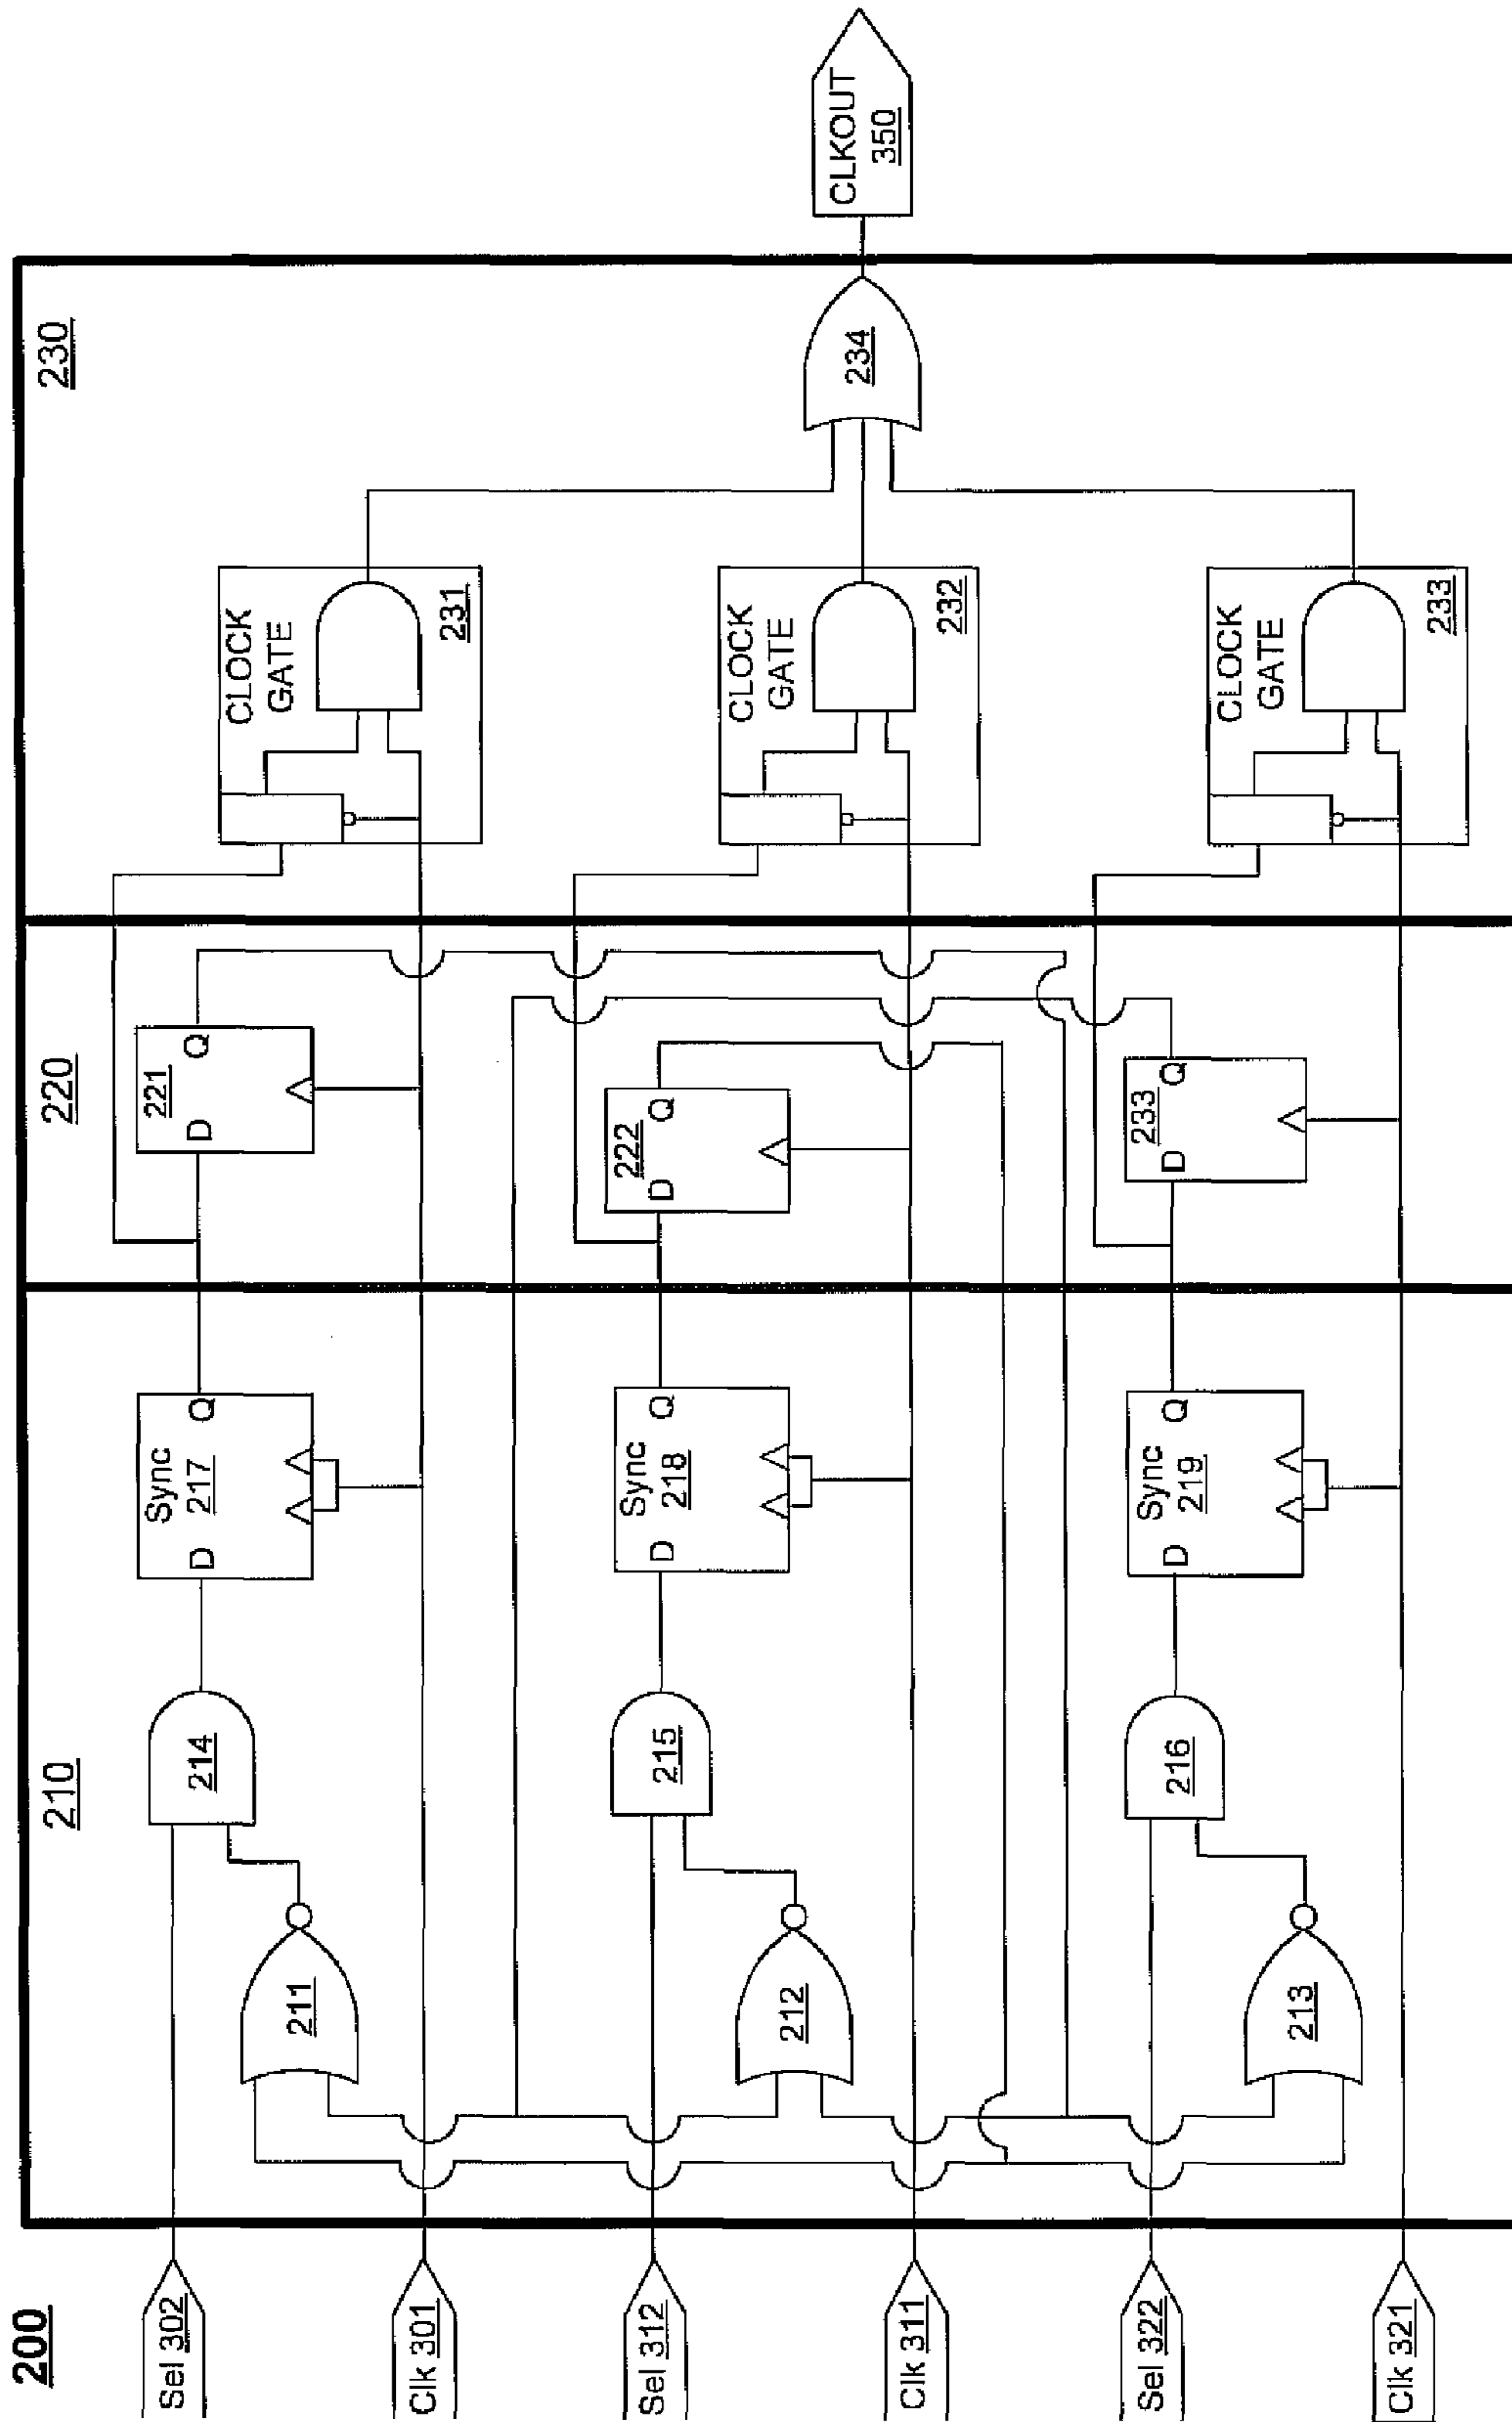 200
Sel 302
Clk 301
Sel 312
Clk 311
Sel 322
Clk 321
210
211
214
D
Sync
217
Q
212
215
D
Sync
218
Q
213
216
D
Sync
219
Q
220
D
221
Q
D
222
Q
D
233
Q
230
CLOCK
GATE
231
CLOCK
GATE
232
CLOCK
GATE
233
234
CLKOUT
350